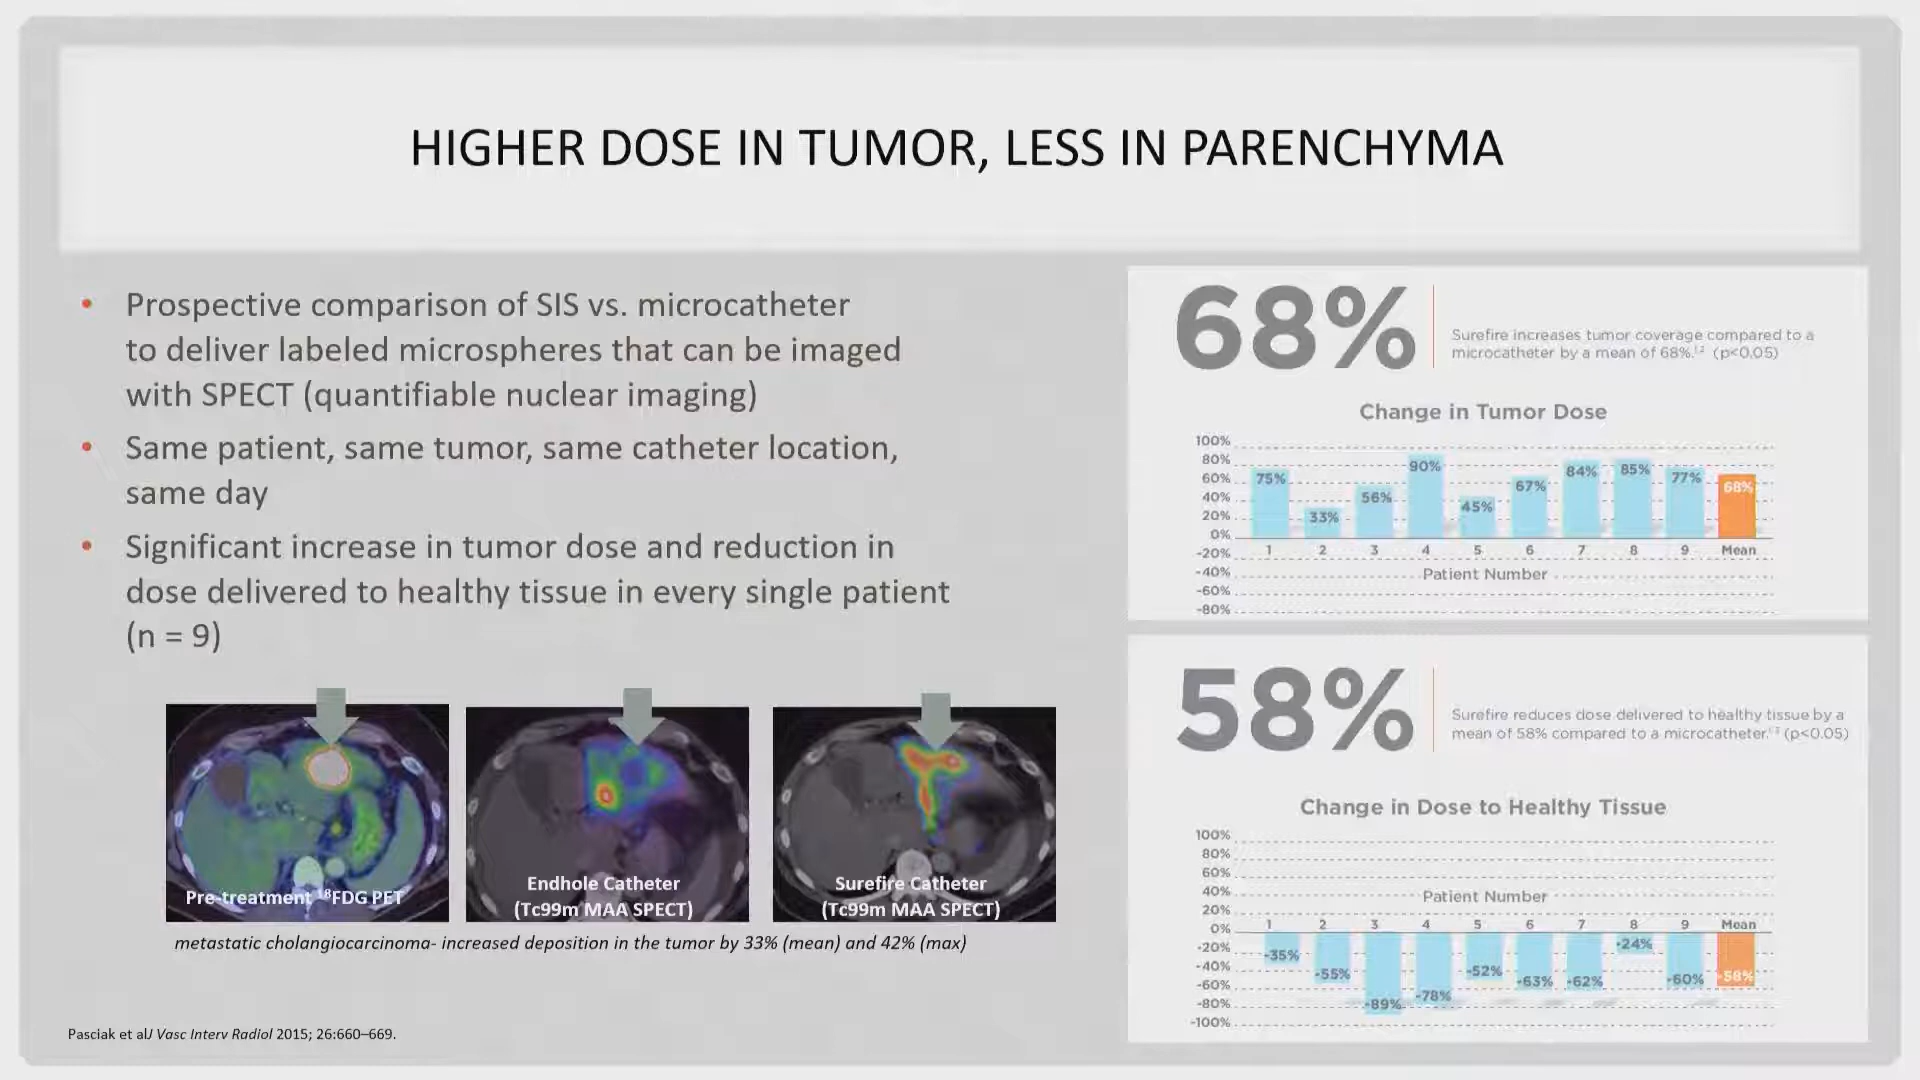 HIGHER DOSE IN TUMOR, LESS IN PARENCHYMA
• Prospective comparison of SIS vs. microcatheter
to deliver labeled microspheres that can be imaged
with SPECT (quantifiable nuclear imaging)
• Same patient, same tumor, same catheter location,
same day
• Significant increase in tumor dose and reduction in
dose delivered to healthy tissue in every single patient
(n = 9)
Pre-treatment ¹⁸FDG PET
Endhole Catheter
(Tc99m MAA SPECT)
Surefire Catheter
(Tc99m MAA SPECT)
metastatic cholangiocarcinoma- increased deposition in the tumor by 33% (mean) and 42% (max)
Pasciak et al J Vasc Interv Radiol 2015; 26:660–669.
68%
Surefire increases tumor coverage compared to a
microcatheter by a mean of 68%. (p<0.05)
Change in Tumor Dose
100%
80%
60%
40%
20%
0%
-20%
-40%
-60%
-80%
75% 33% 56% 90% 45% 67% 84% 85% 77% 68%
1 2 3 4 5 6 7 8 9 Mean
Patient Number
58%
Surefire reduces dose delivered to healthy tissue by a
mean of 58% compared to a microcatheter. (p<0.05)
Change in Dose to Healthy Tissue
100%
80%
60%
40%
20%
0%
-20%
-40%
-60%
-80%
-100%
Patient Number
1 2 3 4 5 6 7 8 9 Mean
-35% -55% -89% -78% -52% -63% -62% -24% -60% -58%